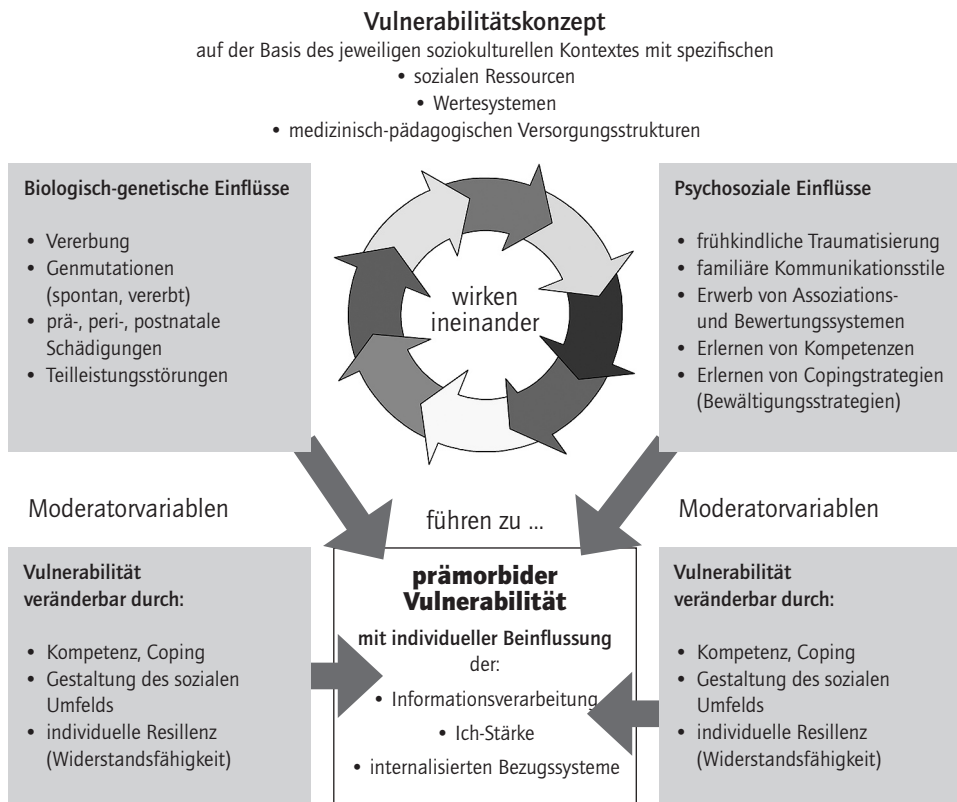 Vulnerabilitätskonzept
auf der Basis des jeweiligen soziokulturellen Kontextes mit spezifischen
• sozialen Ressourcen
• Wertesystemen
• medizinisch-pädagogischen Versorgungsstrukturen
Biologisch-genetische Einflüsse
• Vererbung
• Genmutationen
(spontan, vererbt)
• prä-, peri-, postnatale
Schädigungen
• Teilleistungsstörungen
wirken
ineinander
Psychosoziale Einflüsse
• frühkindliche Traumatisierung
• familiäre Kommunikationsstile
• Erwerb von Assoziations-
und Bewertungssystemen
• Erlernen von Kompetenzen
• Erlernen von Copingstrategien
(Bewältigungsstrategien)
Moderatorvariablen
führen zu ...
Moderatorvariablen
Vulnerabilität
veränderbar durch:
• Kompetenz, Coping
• Gestaltung des sozialen
Umfelds
• individuelle Resillenz
(Widerstandsfähigkeit)
prämorbider
Vulnerabilität
mit individueller Beinflussung
der:
• Informationsverarbeitung
• Ich-Stärke
• internalisierten Bezugssysteme
Vulnerabilität
veränderbar durch:
• Kompetenz, Coping
• Gestaltung des sozialen
Umfelds
• individuelle Resillenz
(Widerstandsfähigkeit)